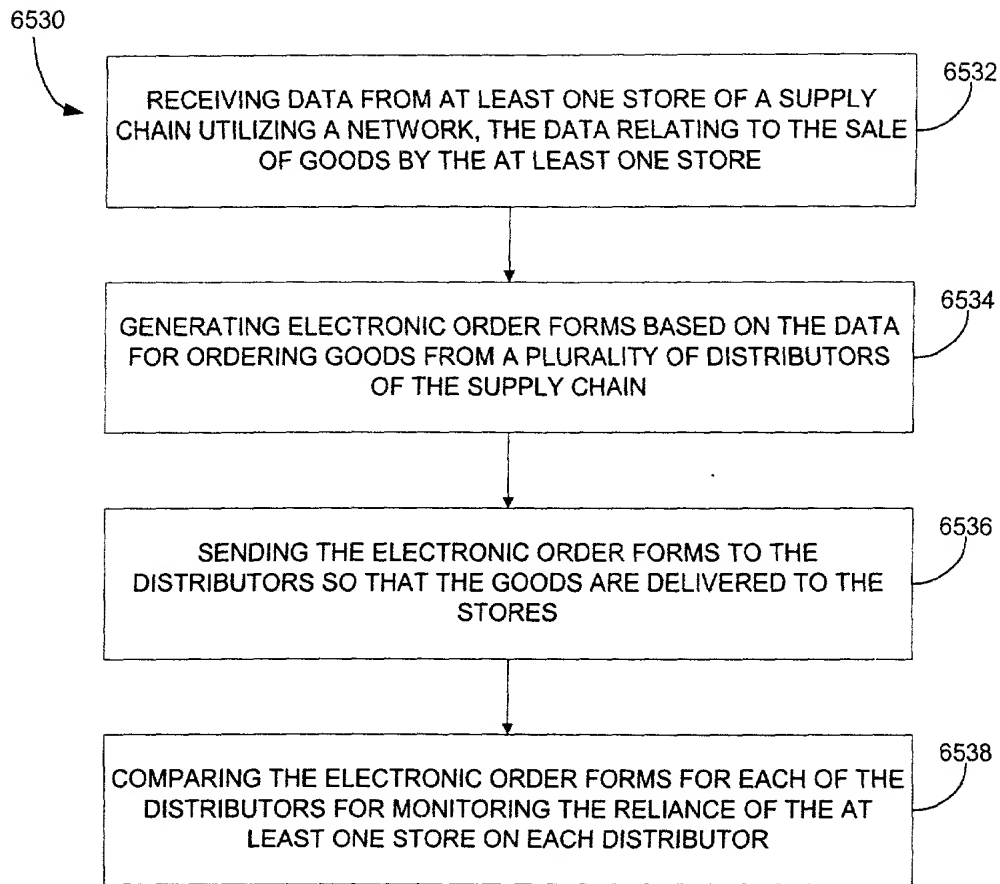 6530
6532
RECEIVING DATA FROM AT LEAST ONE STORE OF A SUPPLY
CHAIN UTILIZING A NETWORK, THE DATA RELATING TO THE SALE
OF GOODS BY THE AT LEAST ONE STORE
6534
GENERATING ELECTRONIC ORDER FORMS BASED ON THE DATA
FOR ORDERING GOODS FROM A PLURALITY OF DISTRIBUTORS
OF THE SUPPLY CHAIN
6536
SENDING THE ELECTRONIC ORDER FORMS TO THE
DISTRIBUTORS SO THAT THE GOODS ARE DELIVERED TO THE
STORES
6538
COMPARING THE ELECTRONIC ORDER FORMS FOR EACH OF THE
DISTRIBUTORS FOR MONITORING THE RELIANCE OF THE AT
LEAST ONE STORE ON EACH DISTRIBUTOR